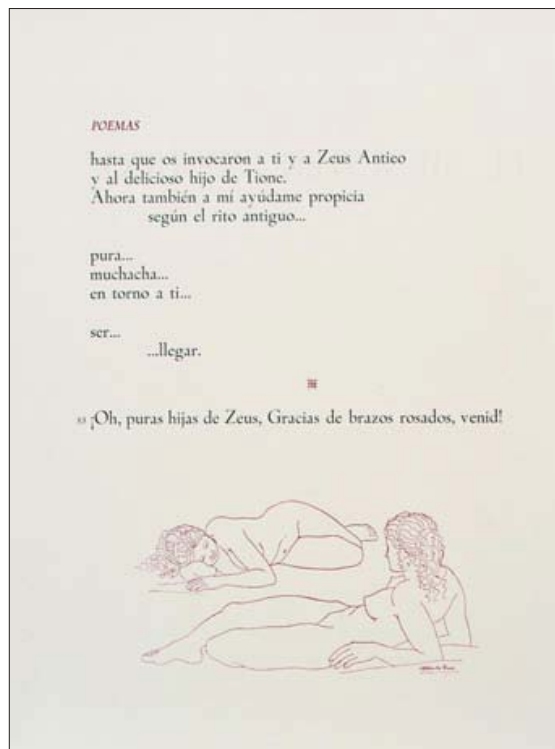 POEMAS
hasta que os invocaron a ti y a Zeus Antieo
y al delicioso hijo de Tione.
Ahora también a mí ayúdame propicia
según el rito antiguo...
pura...
muchacha...
en torno a ti...
ser...
...llegar.
¡Oh, puras hijas de Zeus, Gracias de brazos rosados, venid!